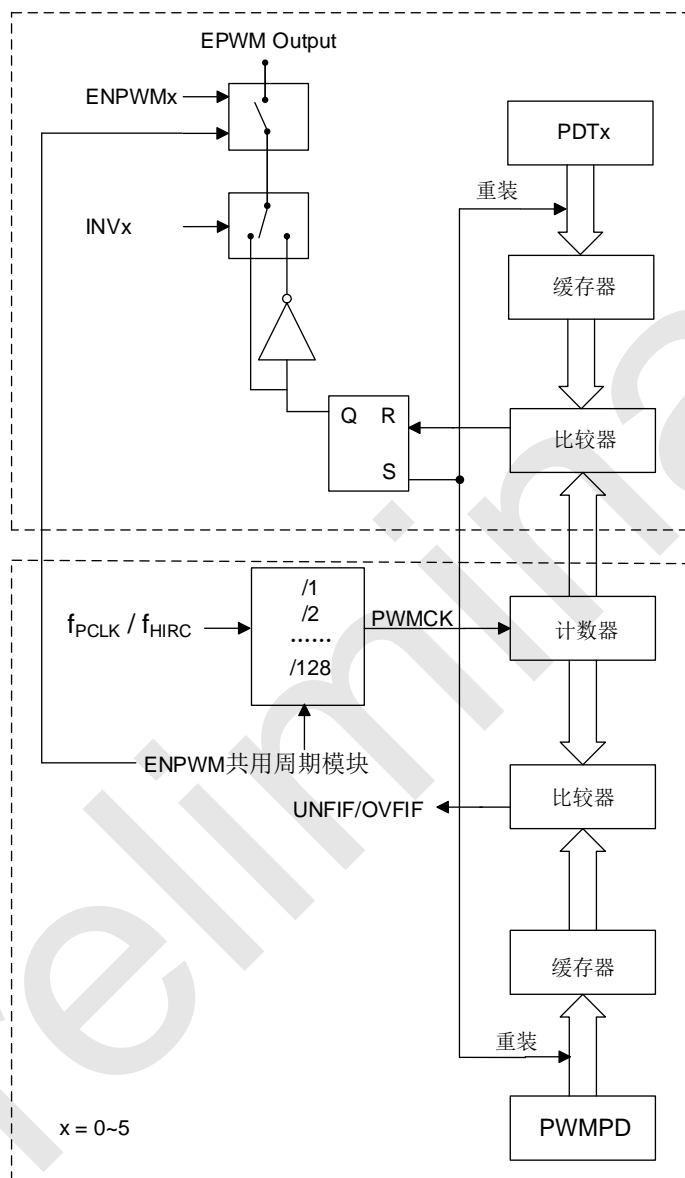 EPWM Output
ENPWMx
PDTx
重装
INVx
缓存器
Q R
S
比较器
/1
/2
......
/128
fPCLK / fHIRC
PWMCK
计数器
ENPWM共用周期模块
UNFIF/OVFIF
比较器
缓存器
重装
x = 0~5
PWMPD
elimina